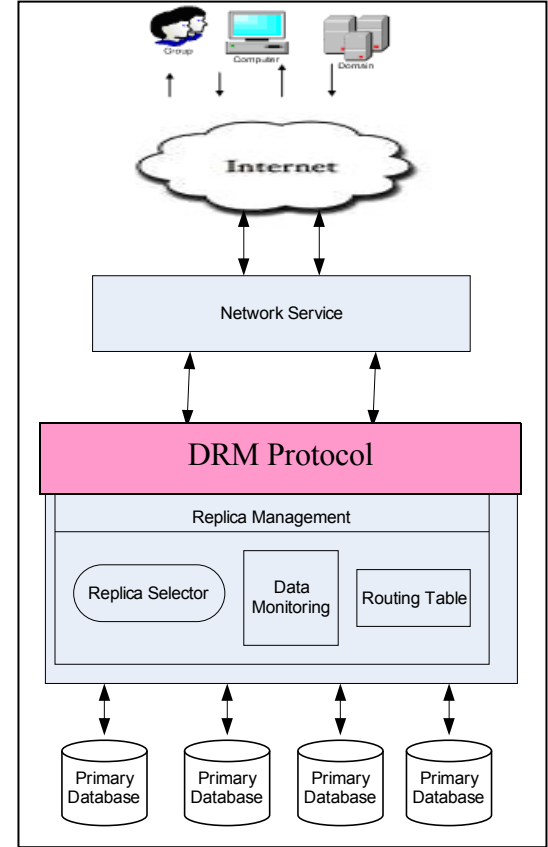 Group
Computer
Domain
Internet
Network Service
DRM Protocol
Replica Management
Replica Selector
Data
Monitoring
Routing Table
Primary
Database
Primary
Database
Primary
Database
Primary
Database